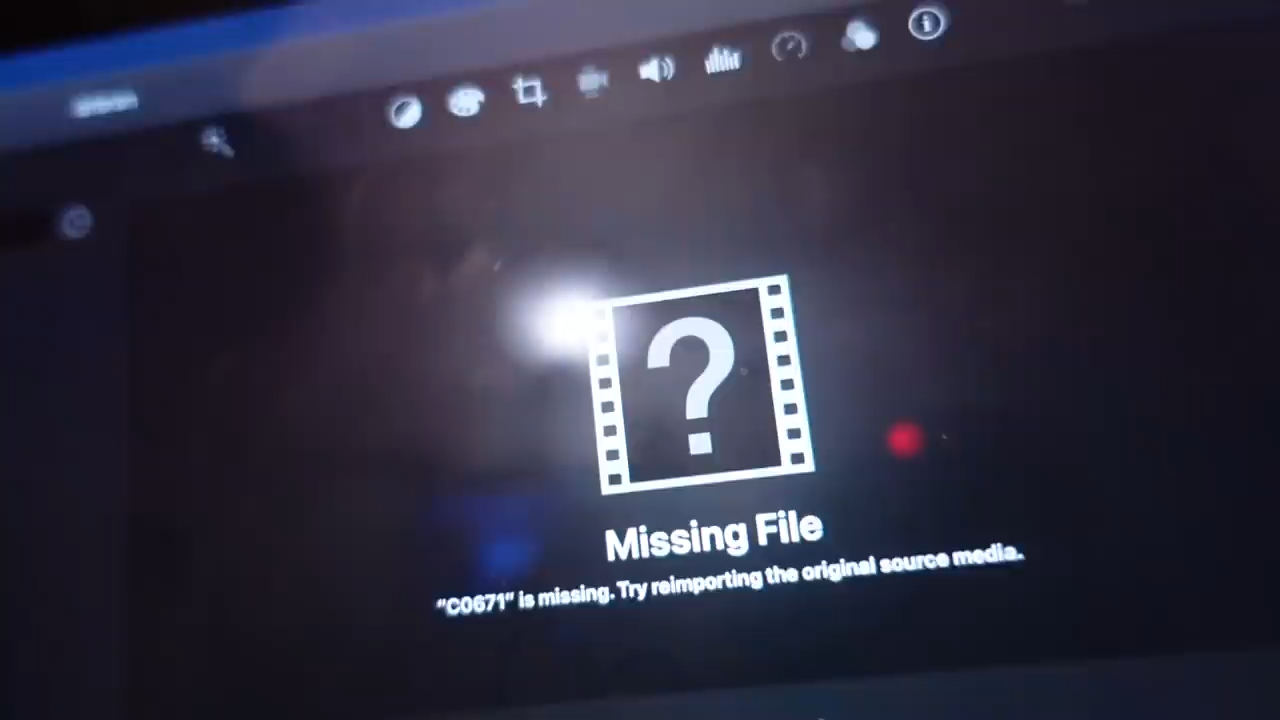 ?
Missing File
"C0671" is missing. Try reimporting the original source media.